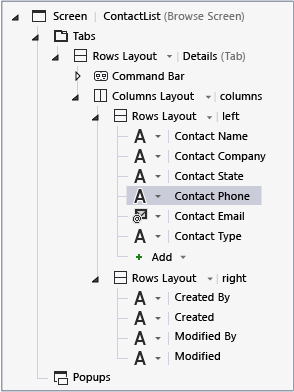 Screen | ContactList (Browse Screen)
Tabs
Rows Layout | Details (Tab)
Command Bar
Columns Layout | columns
Rows Layout | left
A Contact Name
A Contact Company
A Contact State
A Contact Phone
Contact Email
A Contact Type
+ Add
Rows Layout | right
A Created By
A Created
A Modified By
A Modified
Popups